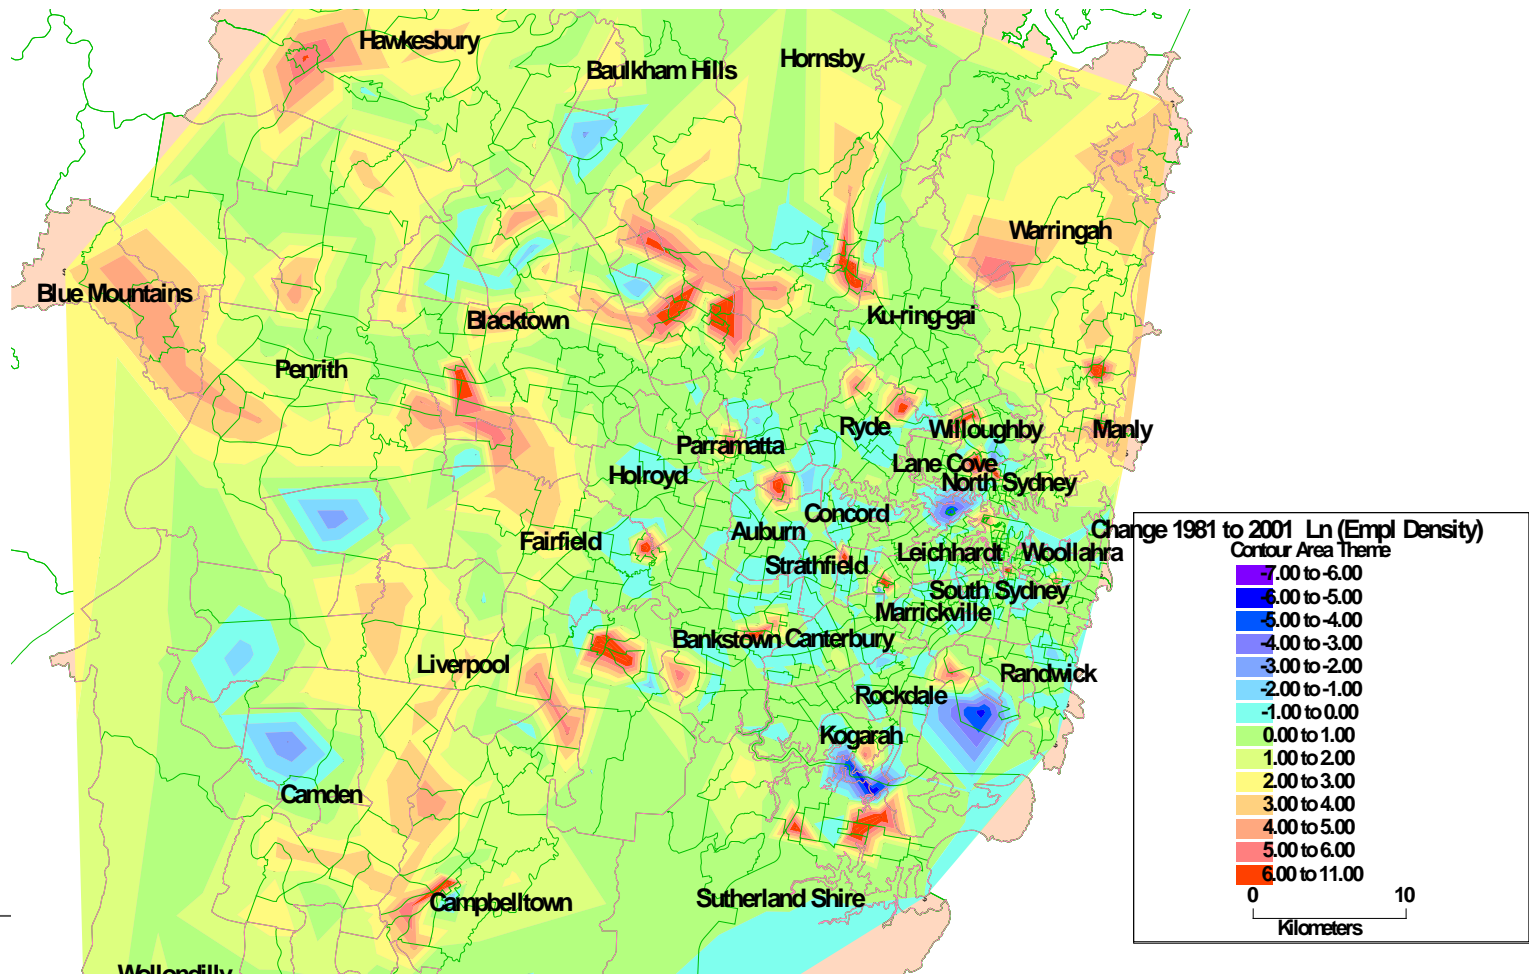 Hawkesbury
Hornsby
Baulkham Hills
Warringah
Blue Mountains
Ku-ring-gai
Blacktown
Penrith
Ryde
Willoughby
Manly
Parramatta
Lane Cove
Holroyd
North Sydney
Concord
Auburn
Fairfield
Leichhardt
Woollahra
Strathfield
South Sydney
Marrickville
Bankstown
Canterbury
Liverpool
Randwick
Rockdale
Kogarah
Camden
Sutherland Shire
Campbelltown
Wollondilly
Change 1981 to 2001 Ln (Empl Density)
Contour Area Theme
-7.00 to -6.00
-6.00 to -5.00
-5.00 to -4.00
-4.00 to -3.00
-3.00 to -2.00
-2.00 to -1.00
-1.00 to 0.00
0.00 to 1.00
1.00 to 2.00
2.00 to 3.00
3.00 to 4.00
4.00 to 5.00
5.00 to 6.00
6.00 to 11.00
0 10
Kilometers